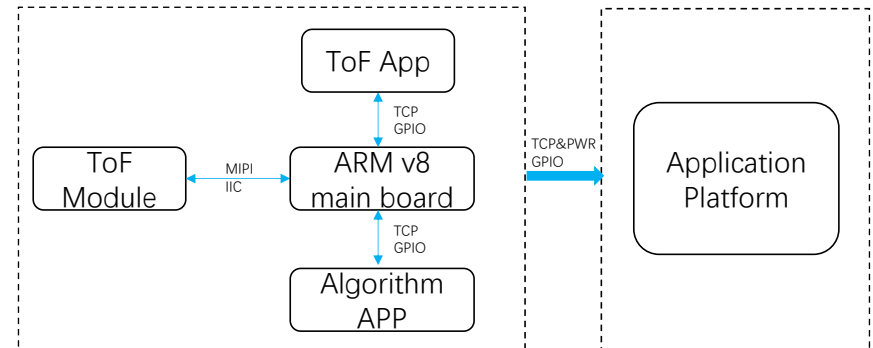 ToF App
TCP
GPIO
ToF
Module
MIPI
IIC
ARM v8
main board
TCP
GPIO
Algorithm
APP
TCP&PWR
GPIO
Application
Platform